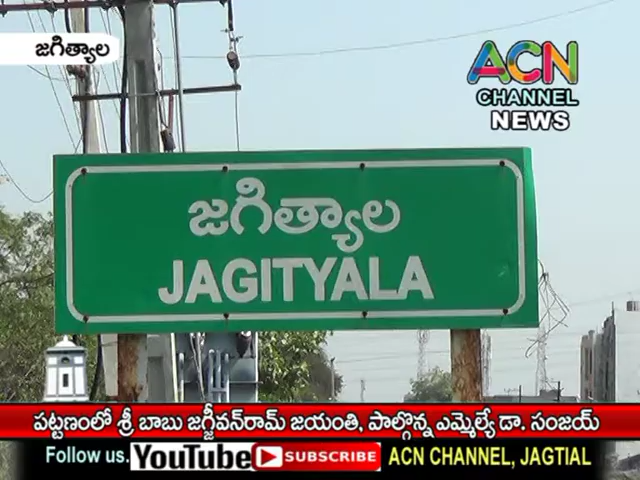 జగిత్యాల
ACN
CHANNEL
NEWS
జగిత్యాల
JAGITYALA
పట్టణంలో శ్రీ బాబు జగ్జీవన్‌రామ్ జయంతి, పాల్గొన్న ఎమ్మెల్యే డా. సంజయ్
Follow us. YouTube SUBSCRIBE ACN CHANNEL, JAGTIAL